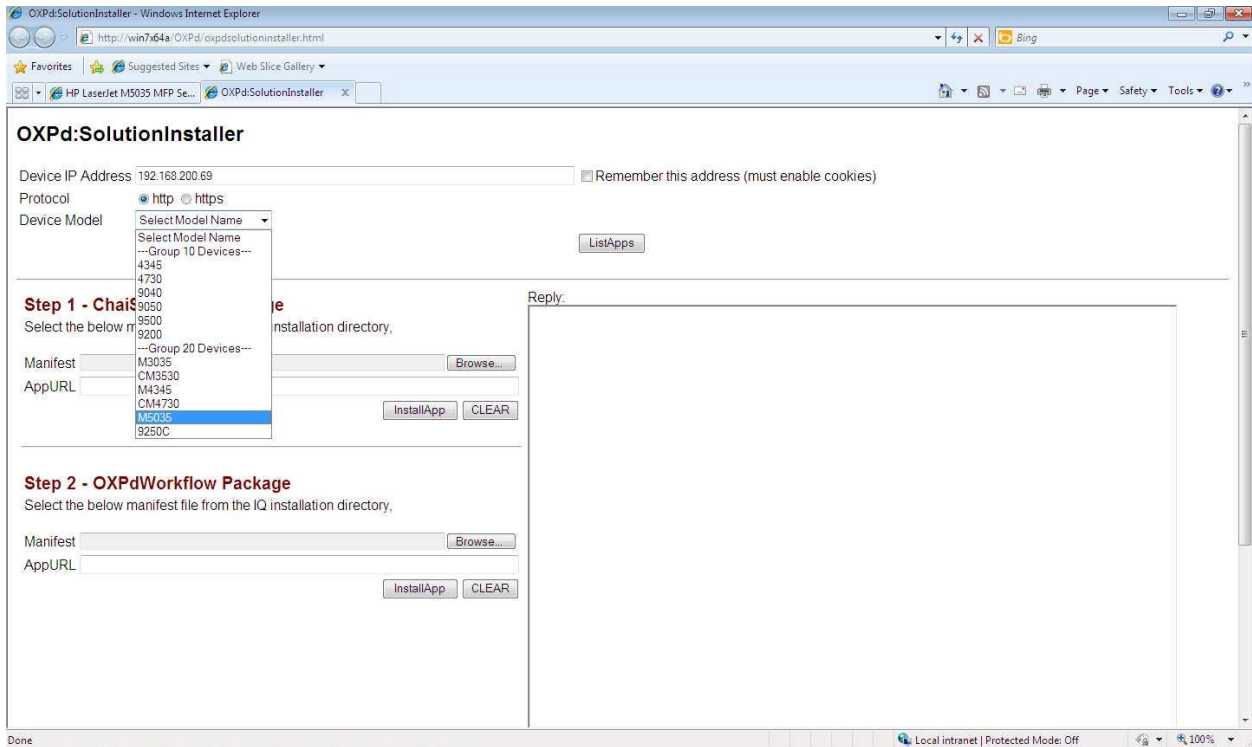 OXPd:SolutionInstaller - Windows Internet Explorer
http://win7x64a/OXPd/oxpdsolutioninstaller.html
Bing
Favorites
Suggested Sites
Web Slice Gallery
HP LaserJet M5035 MFP Se...
OXPd:SolutionInstaller
x
Page
Safety
Tools
OXPd:SolutionInstaller
Device IP Address 192.168.200.69
Remember this address (must enable cookies)
Protocol http https
Device Model Select Model Name
Select Model Name
---Group 10 Devices---
4345
4730
9040
9050
9500
9200
---Group 20 Devices---
M3035
CM3530
M4345
CM4730
M5035
9250C
ListApps
Step 1 - Chai
Select the below
nstallation directory,
Manifest Browse...
AppURL
InstallApp CLEAR
Reply:
Step 2 - OXPdWorkflow Package
Select the below manifest file from the IQ installation directory,
Manifest Browse...
AppURL
InstallApp CLEAR
Done
Local intranet | Protected Mode: Off
100%